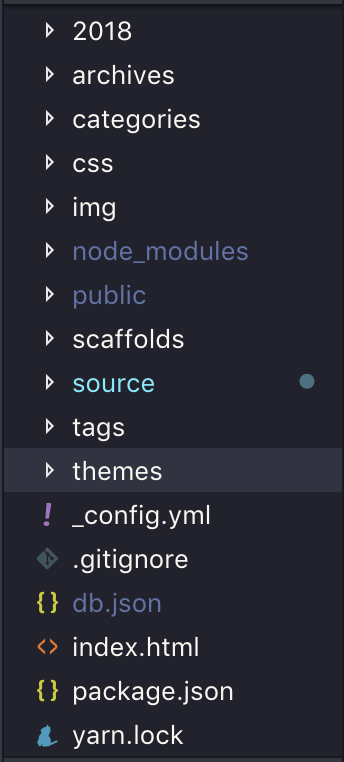 2018
archives
categories
css
img
node_modules
public
scaffolds
source
tags
themes
_config.yml
.gitignore
db.json
index.html
package.json
yarn.lock